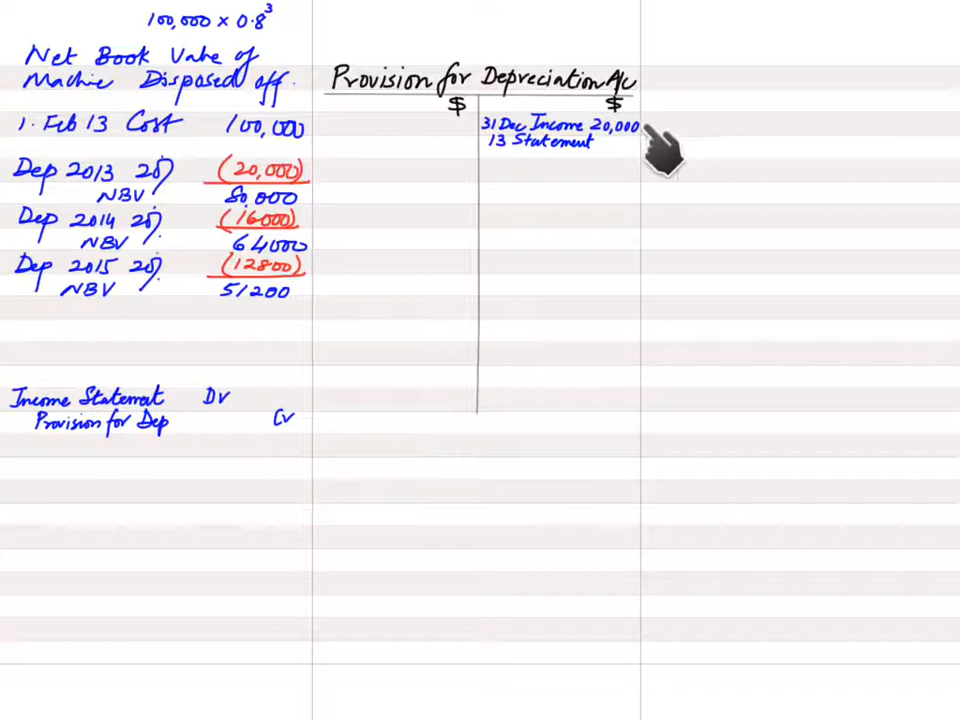 100,000 × 0.8³
Net Book Value of
Machine Disposed off.
1. Feb 13 Cost 100,000
Dep 2013 20% (20,000)
NBV 80,000
Dep 2014 20% (16000)
NBV 64000
Dep 2015 20% (12800)
NBV 51200
Income Statement Dr
Provision for Dep Cr
Provision for Depreciation A/c
$ $
31 Dec Income 20,000
13 Statement